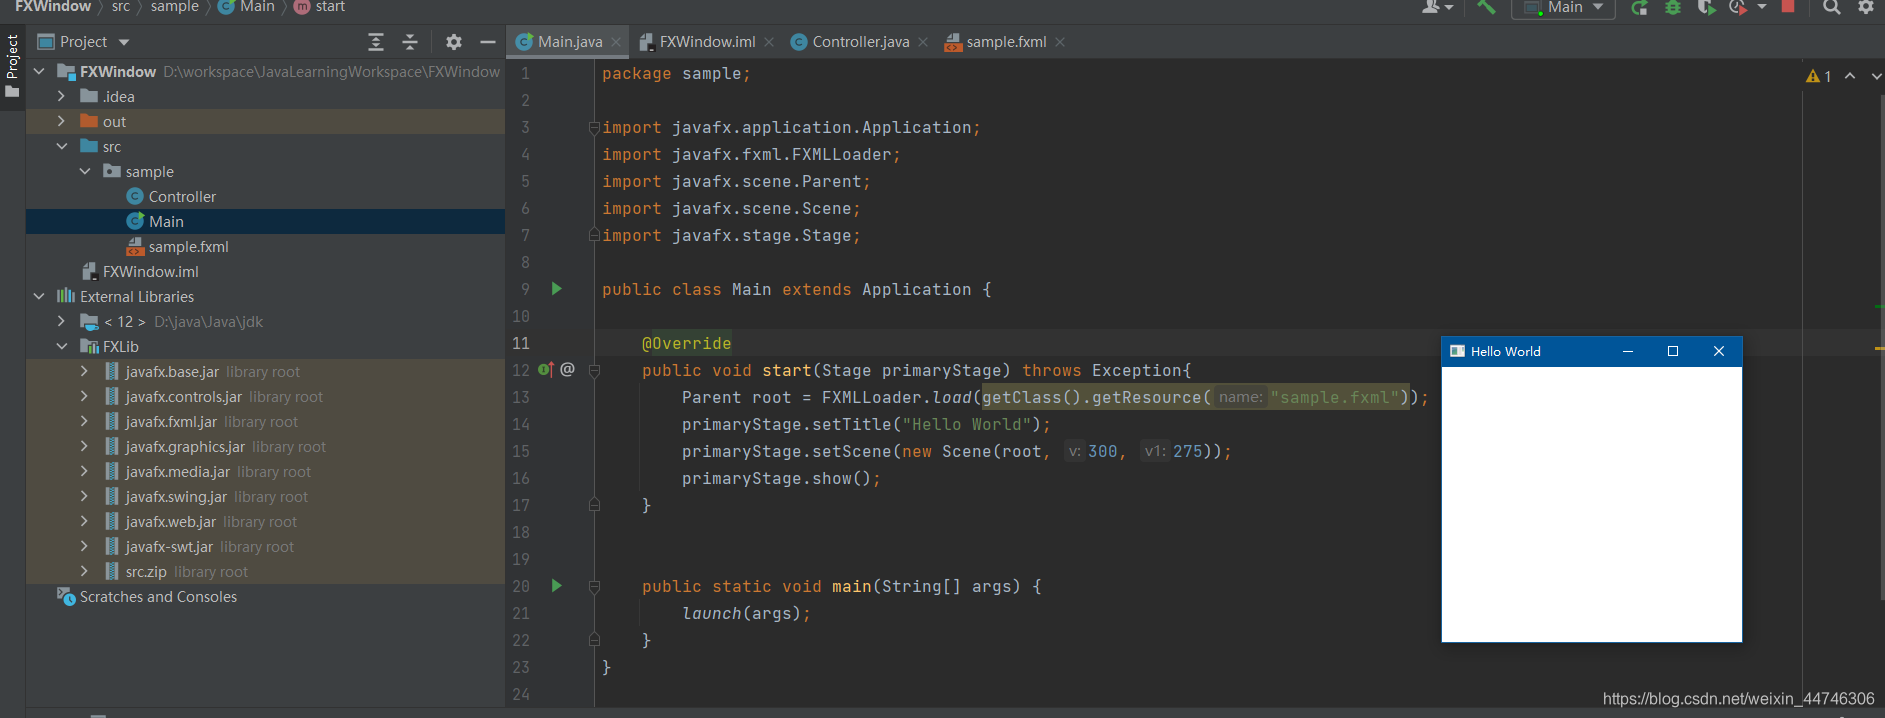 FXWindow src sample Main start
Main
Project
Project
FXWindow D:\workspace\JavaLearningWorkspace\FXWindow
.idea
out
src
sample
Controller
Main
sample.fxml
FXWindow.iml
External Libraries
< 12 > D:\java\Java\jdk
FXLib
javafx.base.jar library root
javafx.controls.jar library root
javafx.fxml.jar library root
javafx.graphics.jar library root
javafx.media.jar library root
javafx.swing.jar library root
javafx.web.jar library root
javafx-swt.jar library root
src.zip library root
Scratches and Consoles
Main.java FXWindow.iml Controller.java sample.fxml
1
1 package sample;
2
3 import javafx.application.Application;
4 import javafx.fxml.FXMLLoader;
5 import javafx.scene.Parent;
6 import javafx.scene.Scene;
7 import javafx.stage.Stage;
8
9 public class Main extends Application {
10
11 @Override
12 public void start(Stage primaryStage) throws Exception{
13 Parent root = FXMLLoader.load(getClass().getResource( name: "sample.fxml"));
14 primaryStage.setTitle("Hello World");
15 primaryStage.setScene(new Scene(root, v: 300, v1: 275));
16 primaryStage.show();
17 }
18
19
20 public static void main(String[] args) {
21 launch(args);
22 }
23 }
24
Hello World
https://blog.csdn.net/weixin_44746306